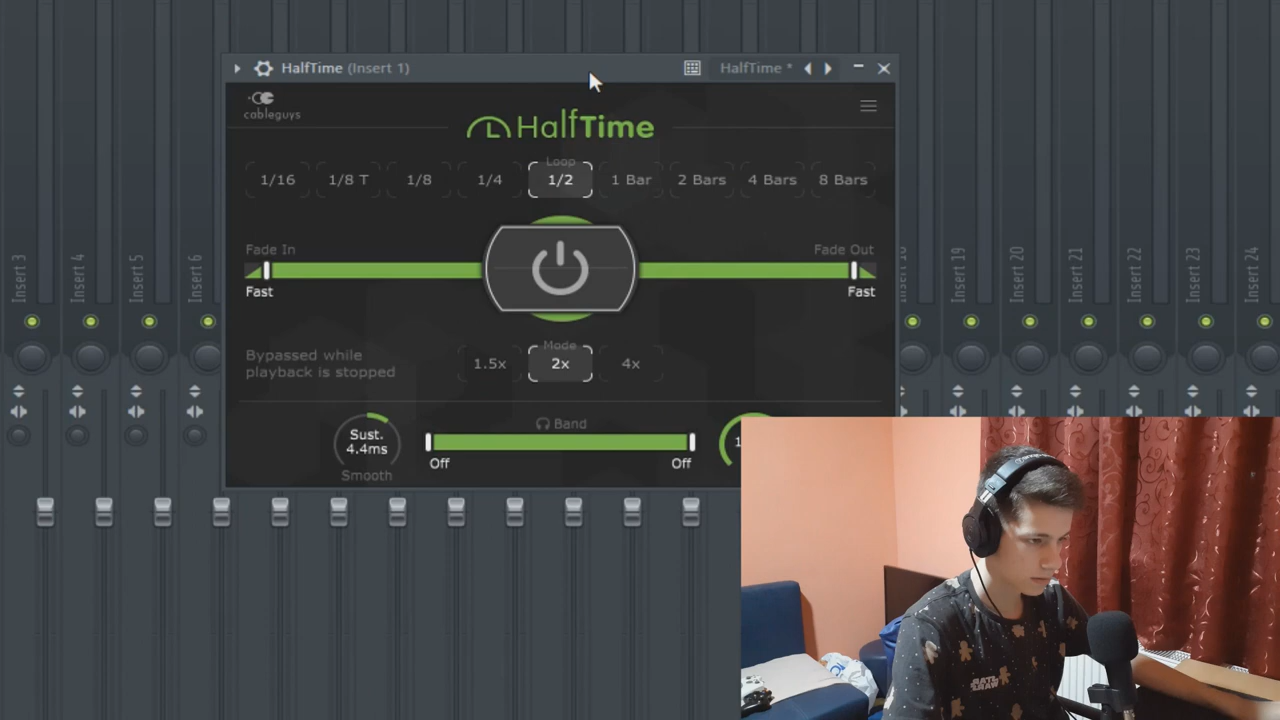 HalfTime (Insert 1)
HalfTime *
cableguys
HalfTime
Loop
1/16 1/8 T 1/8 1/4 1/2 1 Bar 2 Bars 4 Bars 8 Bars
Fade In
Fade Out
Fast
Fast
Mode
Bypassed while
playback is stopped
1.5x 2x 4x
Sust.
4.4ms
Smooth
Band
Off
Off
Insert 3
Insert 4
Insert 5
Insert 6
Insert 19
Insert 20
Insert 21
Insert 22
Insert 23
Insert 24